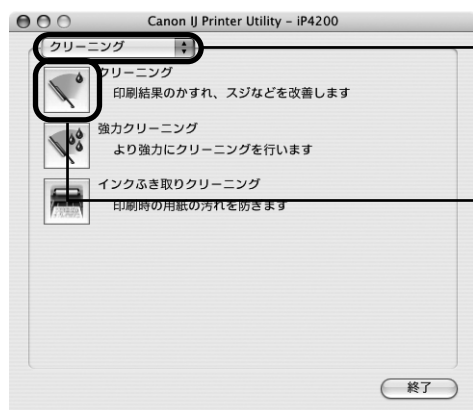 Canon IJ Printer Utility – iP4200
クリーニング
クリーニング
印刷結果のかすれ、スジなどを改善します
強力クリーニング
より強力にクリーニングを行います
インクふき取りクリーニング
印刷時の用紙の汚れを防ぎます
終了